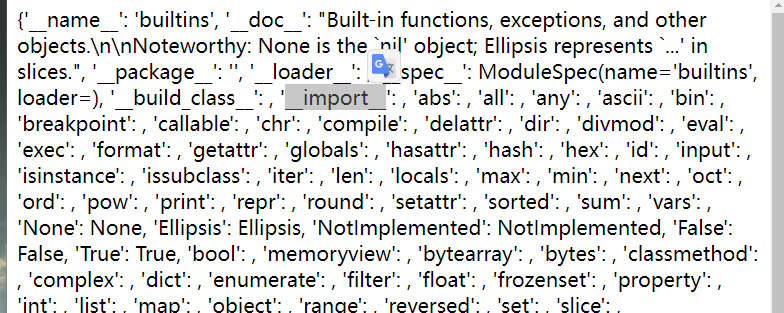 {'__name__': 'builtins', '__doc__': "Built-in functions, exceptions, and other
objects.\n\nNoteworthy: None is the `nil' object; Ellipsis represents `...' in
slices.", '__package__': '', '__loader__': , '__spec__': ModuleSpec(name='builtins',
loader=), '__build_class__': , '__import__': , 'abs': , 'all': , 'any': , 'ascii': , 'bin': ,
'breakpoint': , 'callable': , 'chr': , 'compile': , 'delattr': , 'dir': , 'divmod': , 'eval': ,
'exec': , 'format': , 'getattr': , 'globals': , 'hasattr': , 'hash': , 'hex': , 'id': , 'input': ,
'isinstance': , 'issubclass': , 'iter': , 'len': , 'locals': , 'max': , 'min': , 'next': , 'oct': ,
'ord': , 'pow': , 'print': , 'repr': , 'round': , 'setattr': , 'sorted': , 'sum': , 'vars': ,
'None': None, 'Ellipsis': Ellipsis, 'NotImplemented': NotImplemented, 'False':
False, 'True': True, 'bool': , 'memoryview': , 'bytearray': , 'bytes': , 'classmethod':
, 'complex': , 'dict': , 'enumerate': , 'filter': , 'float': , 'frozenset': , 'property': ,
'int': , 'list': , 'map': , 'object': , 'range': , 'reversed': , 'set': , 'slice': ,